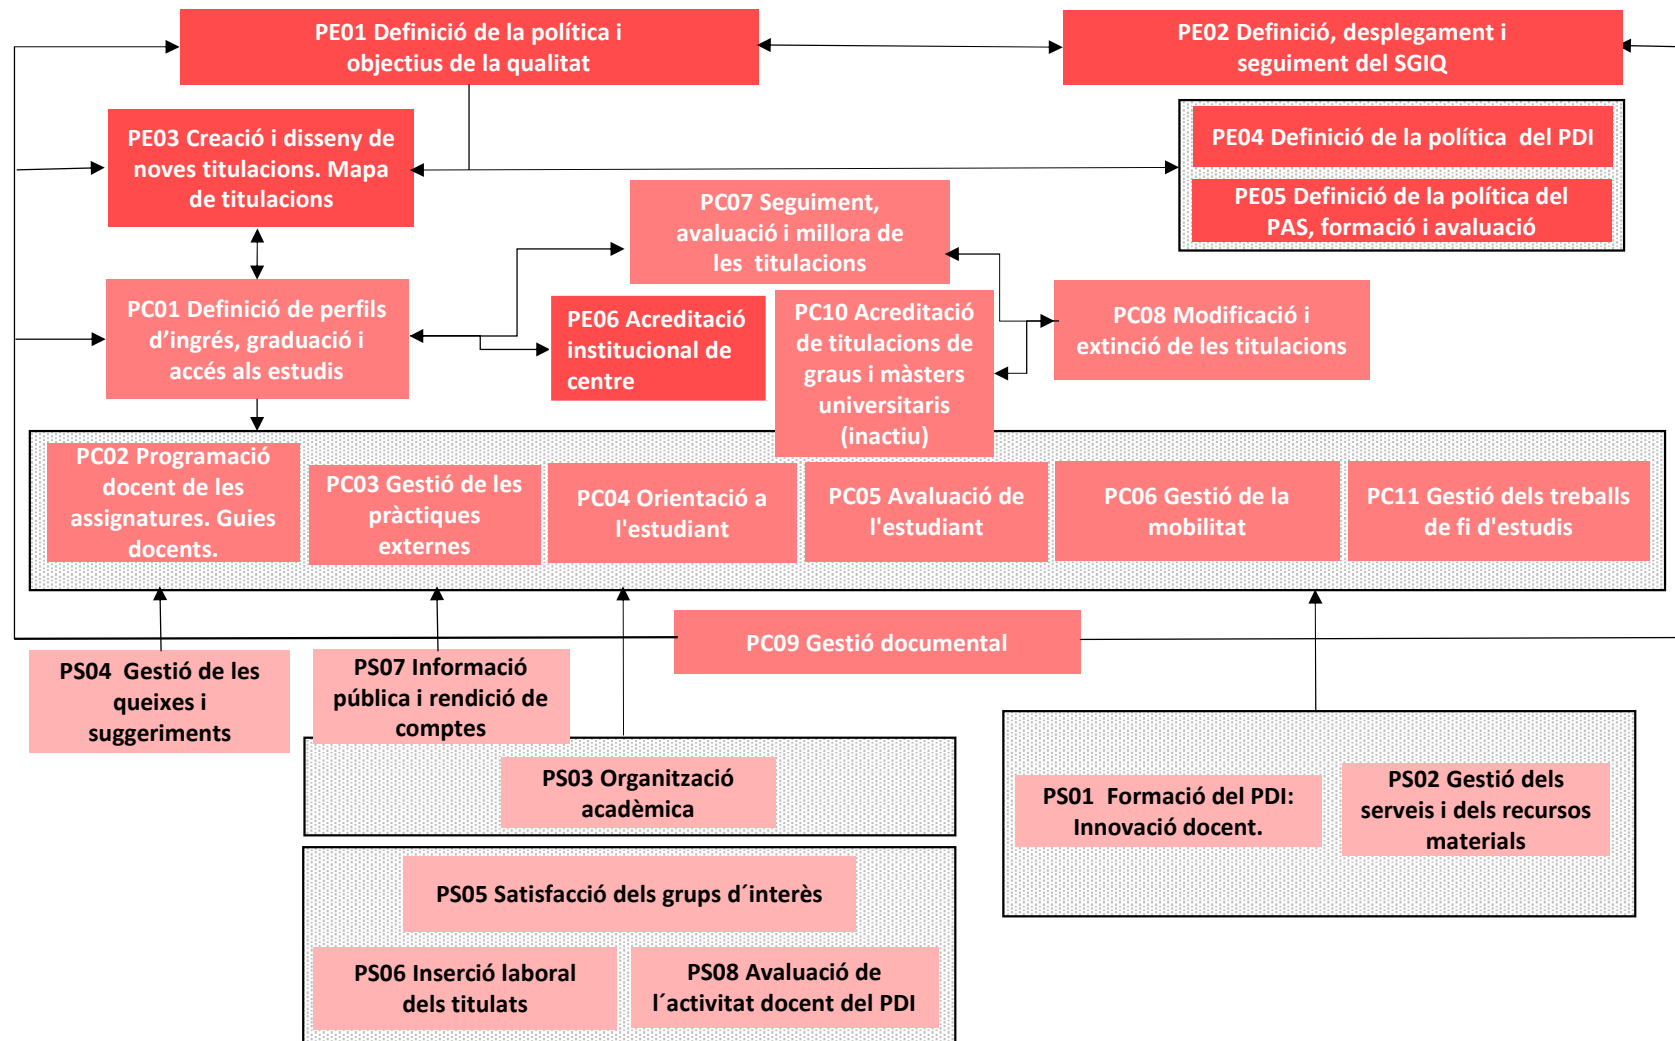 PE01 Definició de la política i
objectius de la qualitat
PE02 Definició, desplegament i
seguiment del SGIQ
PE03 Creació i disseny de
noves titulacions. Mapa
de titulacions
PE04 Definició de la política  del PDI
PE05 Definició de la política del
PAS, formació i avaluació
PC07 Seguiment,
avaluació i millora de
les  titulacions
PC01 Definició de perfils
d’ingrés, graduació i
accés als estudis
PE06 Acreditació
institucional de
centre
PC10 Acreditació
de titulacions de
graus i màsters
universitaris
(inactiu)
PC08 Modificació i
extinció de les titulacions
PC02 Programació
docent de les
assignatures. Guies
docents.
PC03 Gestió de les
pràctiques
externes
PC04 Orientació a
l'estudiant
PC05 Avaluació de
l'estudiant
PC06 Gestió de la
mobilitat
PC11 Gestió dels treballs
de fi d'estudis
PC09 Gestió documental
PS04  Gestió de les
queixes i
suggeriments
PS07 Informació
pública i rendició de
comptes
PS03 Organització
acadèmica
PS01  Formació del PDI:
Innovació docent.
PS02 Gestió dels
serveis i dels recursos
materials
PS05 Satisfacció dels grups d´interès
PS06 Inserció laboral
dels titulats
PS08 Avaluació de
l´activitat docent del PDI